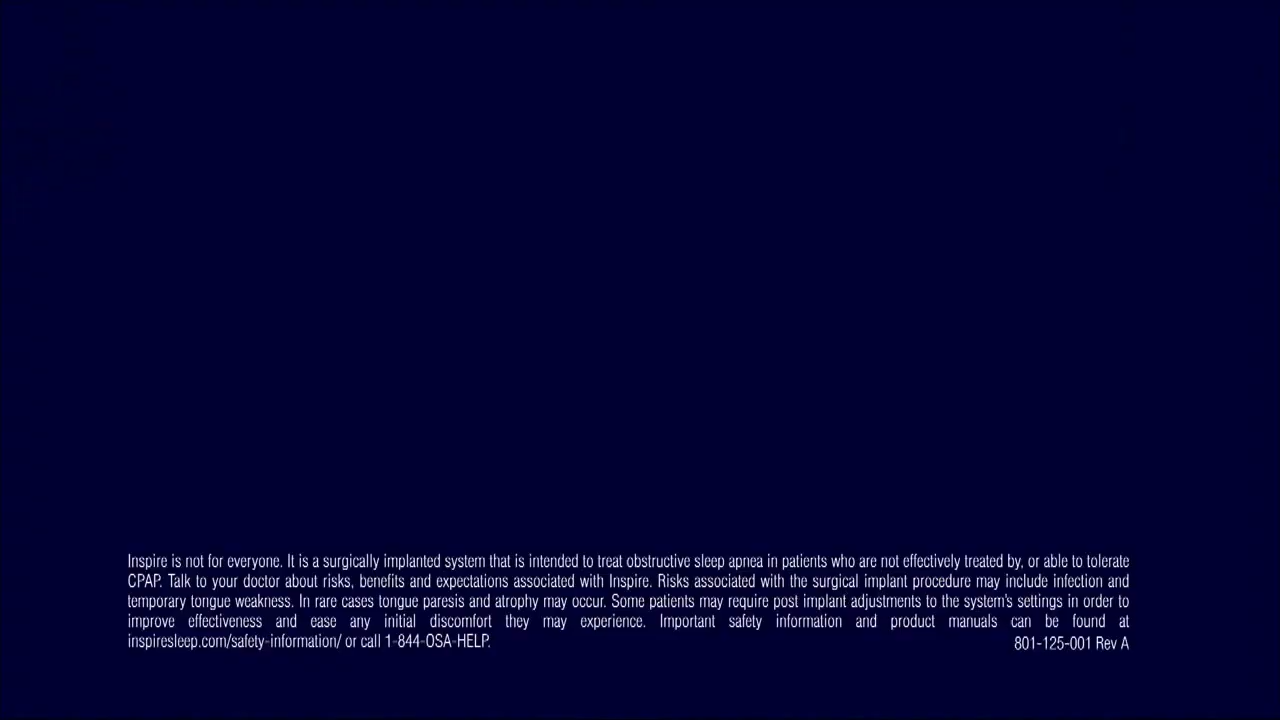 Inspire is not for everyone. It is a surgically implanted system that is intended to treat obstructive sleep apnea in patients who are not effectively treated by, or able to tolerate
CPAP. Talk to your doctor about risks, benefits and expectations associated with Inspire. Risks associated with the surgical implant procedure may include infection and
temporary tongue weakness. In rare cases tongue paresis and atrophy may occur. Some patients may require post implant adjustments to the system's settings in order to
improve effectiveness and ease any initial discomfort they may experience. Important safety information and product manuals can be found at
inspiresleep.com/safety-information/ or call 1-844-OSA-HELP.
801-125-001 Rev A